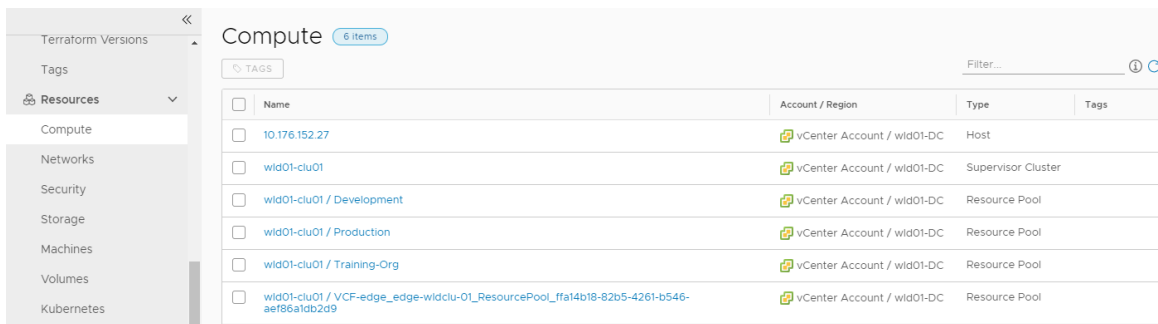 Terraform Versions
Tags
Resources
Compute
Networks
Security
Storage
Machines
Volumes
Kubernetes
Compute 6 items
TAGS
Filter...
Name Account / Region Type Tags
10.176.152.27 vCenter Account / wld01-DC Host
wld01-clu01 vCenter Account / wld01-DC Supervisor Cluster
wld01-clu01 / Development vCenter Account / wld01-DC Resource Pool
wld01-clu01 / Production vCenter Account / wld01-DC Resource Pool
wld01-clu01 / Training-Org vCenter Account / wld01-DC Resource Pool
wld01-clu01 / VCF-edge_edge-wldclu-01_ResourcePool_ffa14b18-82b5-4261-b546- vCenter Account / wld01-DC Resource Pool
aef86a1db2d9